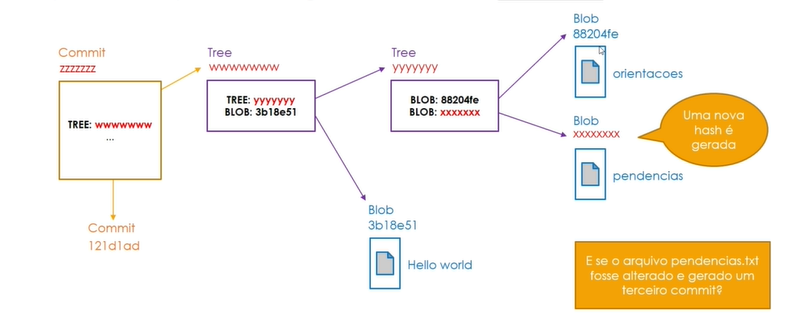 Commit
zzzzzzz
TREE: wwwwwww
...
Commit
121d1ad
Tree
wwwwwww
TREE: yyyyyyy
BLOB: 3b18e51
Tree
yyyyyyy
BLOB: 88204fe
BLOB: xxxxxxx
Blob
88204fe
orientacoes
Blob
xxxxxxxx
pendencias
Uma nova
hash é
gerada
Blob
3b18e51
Hello world
E se o arquivo pendencias.txt
fosse alterado e gerado um
terceiro commit?